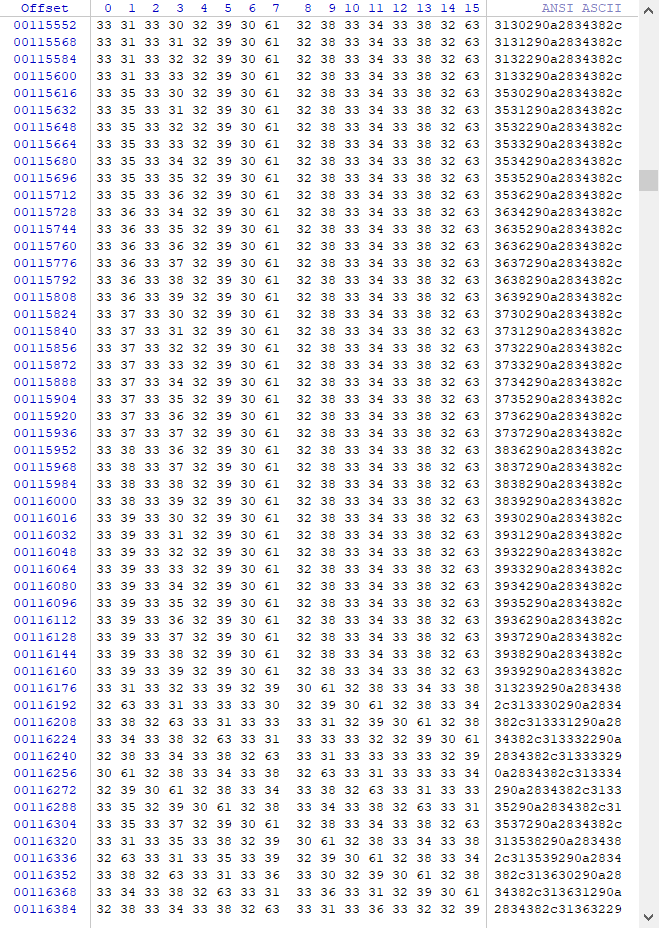 Offset 0 1 2 3 4 5 6 7 8 9 10 11 12 13 14 15 ANSI ASCII
00115552 33 31 33 30 32 39 30 61 32 38 33 34 33 38 32 63 3130290a2834382c
00115568 33 31 33 31 32 39 30 61 32 38 33 34 33 38 32 63 3131290a2834382c
00115584 33 31 33 32 32 39 30 61 32 38 33 34 33 38 32 63 3132290a2834382c
00115600 33 31 33 33 32 39 30 61 32 38 33 34 33 38 32 63 3133290a2834382c
00115616 33 35 33 30 32 39 30 61 32 38 33 34 33 38 32 63 3530290a2834382c
00115632 33 35 33 31 32 39 30 61 32 38 33 34 33 38 32 63 3531290a2834382c
00115648 33 35 33 32 32 39 30 61 32 38 33 34 33 38 32 63 3532290a2834382c
00115664 33 35 33 33 32 39 30 61 32 38 33 34 33 38 32 63 3533290a2834382c
00115680 33 35 33 34 32 39 30 61 32 38 33 34 33 38 32 63 3534290a2834382c
00115696 33 35 33 35 32 39 30 61 32 38 33 34 33 38 32 63 3535290a2834382c
00115712 33 35 33 36 32 39 30 61 32 38 33 34 33 38 32 63 3536290a2834382c
00115728 33 36 33 34 32 39 30 61 32 38 33 34 33 38 32 63 3634290a2834382c
00115744 33 36 33 35 32 39 30 61 32 38 33 34 33 38 32 63 3635290a2834382c
00115760 33 36 33 36 32 39 30 61 32 38 33 34 33 38 32 63 3636290a2834382c
00115776 33 36 33 37 32 39 30 61 32 38 33 34 33 38 32 63 3637290a2834382c
00115792 33 36 33 38 32 39 30 61 32 38 33 34 33 38 32 63 3638290a2834382c
00115808 33 36 33 39 32 39 30 61 32 38 33 34 33 38 32 63 3639290a2834382c
00115824 33 37 33 30 32 39 30 61 32 38 33 34 33 38 32 63 3730290a2834382c
00115840 33 37 33 31 32 39 30 61 32 38 33 34 33 38 32 63 3731290a2834382c
00115856 33 37 33 32 32 39 30 61 32 38 33 34 33 38 32 63 3732290a2834382c
00115872 33 37 33 33 32 39 30 61 32 38 33 34 33 38 32 63 3733290a2834382c
00115888 33 37 33 34 32 39 30 61 32 38 33 34 33 38 32 63 3734290a2834382c
00115904 33 37 33 35 32 39 30 61 32 38 33 34 33 38 32 63 3735290a2834382c
00115920 33 37 33 36 32 39 30 61 32 38 33 34 33 38 32 63 3736290a2834382c
00115936 33 37 33 37 32 39 30 61 32 38 33 34 33 38 32 63 3737290a2834382c
00115952 33 38 33 36 32 39 30 61 32 38 33 34 33 38 32 63 3836290a2834382c
00115968 33 38 33 37 32 39 30 61 32 38 33 34 33 38 32 63 3837290a2834382c
00115984 33 38 33 38 32 39 30 61 32 38 33 34 33 38 32 63 3838290a2834382c
00116000 33 38 33 39 32 39 30 61 32 38 33 34 33 38 32 63 3839290a2834382c
00116016 33 39 33 30 32 39 30 61 32 38 33 34 33 38 32 63 3930290a2834382c
00116032 33 39 33 31 32 39 30 61 32 38 33 34 33 38 32 63 3931290a2834382c
00116048 33 39 33 32 32 39 30 61 32 38 33 34 33 38 32 63 3932290a2834382c
00116064 33 39 33 33 32 39 30 61 32 38 33 34 33 38 32 63 3933290a2834382c
00116080 33 39 33 34 32 39 30 61 32 38 33 34 33 38 32 63 3934290a2834382c
00116096 33 39 33 35 32 39 30 61 32 38 33 34 33 38 32 63 3935290a2834382c
00116112 33 39 33 36 32 39 30 61 32 38 33 34 33 38 32 63 3936290a2834382c
00116128 33 39 33 37 32 39 30 61 32 38 33 34 33 38 32 63 3937290a2834382c
00116144 33 39 33 38 32 39 30 61 32 38 33 34 33 38 32 63 3938290a2834382c
00116160 33 39 33 39 32 39 30 61 32 38 33 34 33 38 32 63 3939290a2834382c
00116176 33 31 33 32 33 39 32 39 30 61 32 38 33 34 33 38 313239290a283438
00116192 32 63 33 31 33 33 33 30 32 39 30 61 32 38 33 34 2c313330290a2834
00116208 33 38 32 63 33 31 33 33 33 31 32 39 30 61 32 38 382c313331290a28
00116224 33 34 33 38 32 63 33 31 33 33 33 32 32 39 30 61 34382c313332290a
00116240 32 38 33 34 33 38 32 63 33 31 33 33 33 33 32 39 2834382c31333329
00116256 30 61 32 38 33 34 33 38 32 63 33 31 33 33 33 34 0a2834382c313334
00116272 32 39 30 61 32 38 33 34 33 38 32 63 33 31 33 33 290a2834382c3133
00116288 33 35 32 39 30 61 32 38 33 34 33 38 32 63 33 31 35290a2834382c31
00116304 33 35 33 37 32 39 30 61 32 38 33 34 33 38 32 63 3537290a2834382c
00116320 33 31 33 35 33 38 32 39 30 61 32 38 33 34 33 38 313538290a283438
00116336 32 63 33 31 33 35 33 39 32 39 30 61 32 38 33 34 2c313539290a2834
00116352 33 38 32 63 33 31 33 36 33 30 32 39 30 61 32 38 382c313630290a28
00116368 33 34 33 38 32 63 33 31 33 36 33 31 32 39 30 61 34382c313631290a
00116384 32 38 33 34 33 38 32 63 33 31 33 36 33 32 32 39 2834382c31363229